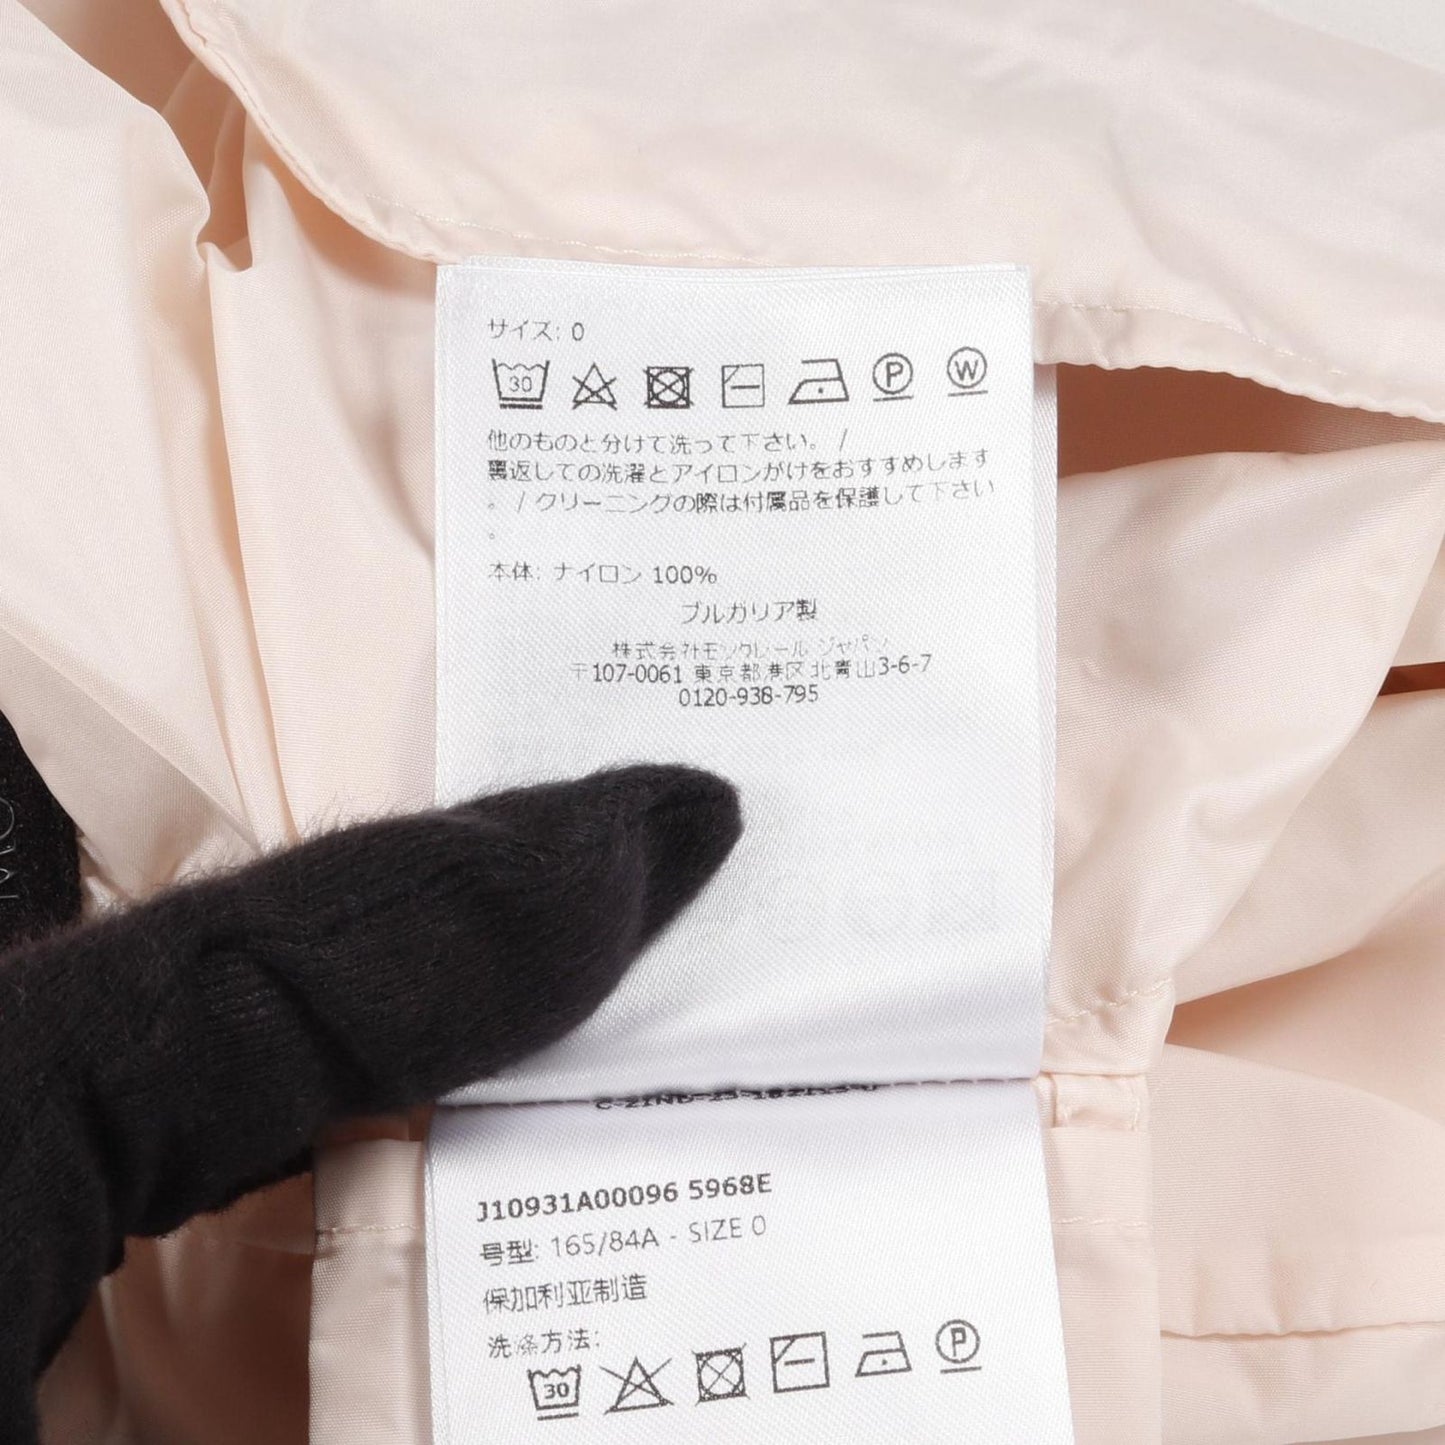 サイズ: 0
30 P W
他のものと分けて洗って下さい。 /
裏返しての洗濯とアイロンがけをおすすめします
。 / クリーニングの際は付属品を保護して下さい
。
本体: ナイロン 100%
ブルガリア製
株式会社モンクレール ジャパン
〒107-0061 東京都港区北青山3-6-7
0120-938-795
J10931A00096 5968E
号型: 165/84A - SIZE 0
保加利亚制造
洗涤方法:
30 P